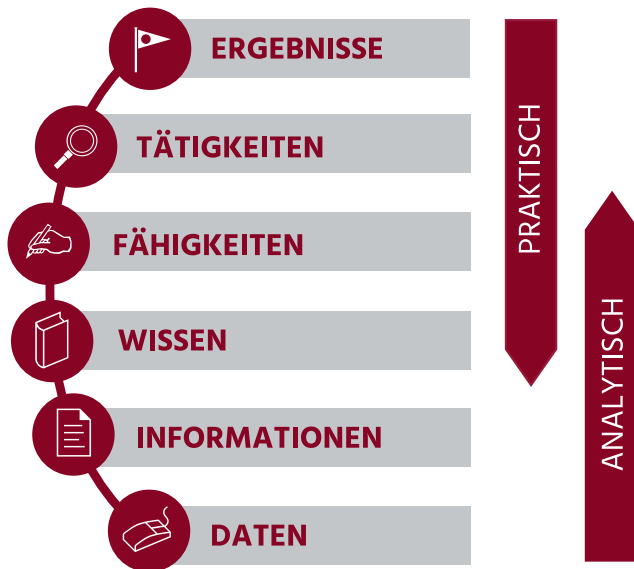 ERGEBNISSE
TÄTIGKEITEN
FÄHIGKEITEN
WISSEN
INFORMATIONEN
DATEN
PRAKTISCH
ANALYTISCH